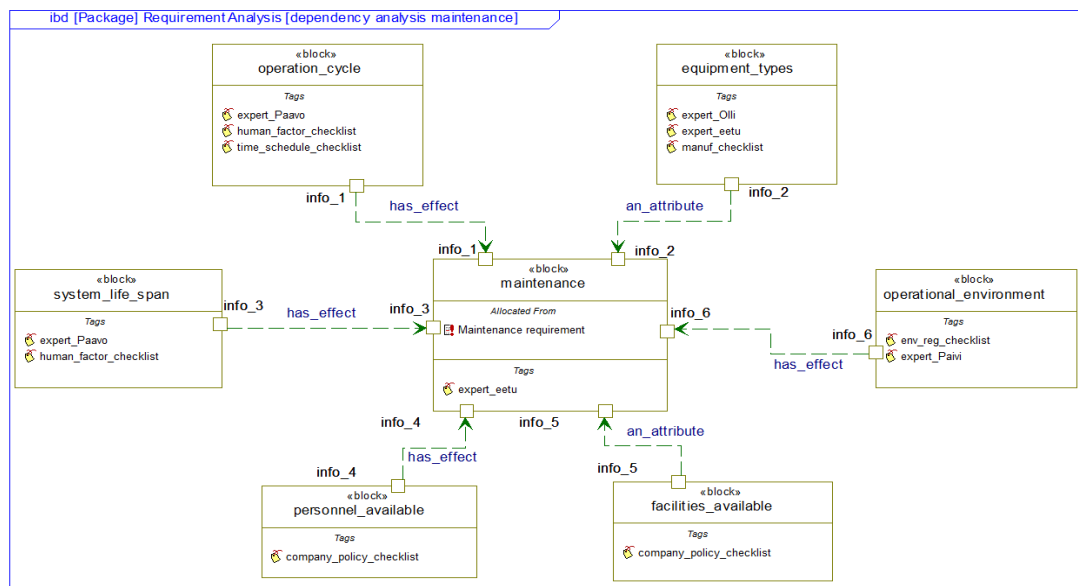 ibd [Package] Requirement Analysis [dependency analysis maintenance]
«block»
operation_cycle
Tags
expert_Paavo
human_factor_checklist
time_schedule_checklist
info_1
has_effect
info_1
«block»
equipment_types
Tags
expert_Olli
expert_eetu
manuf_checklist
info_2
an_attribute
info_2
«block»
system_life_span
Tags
expert_Paavo
human_factor_checklist
info_3
has_effect
info_3
«block»
maintenance
Allocated From
Maintenance requirement
Tags
expert_eetu
«block»
operational_environment
Tags
env_reg_checklist
expert_Paivi
info_6
has_effect
info_6
info_4
has_effect
info_4
«block»
personnel_available
Tags
company_policy_checklist
info_5
an_attribute
info_5
«block»
facilities_available
Tags
company_policy_checklist